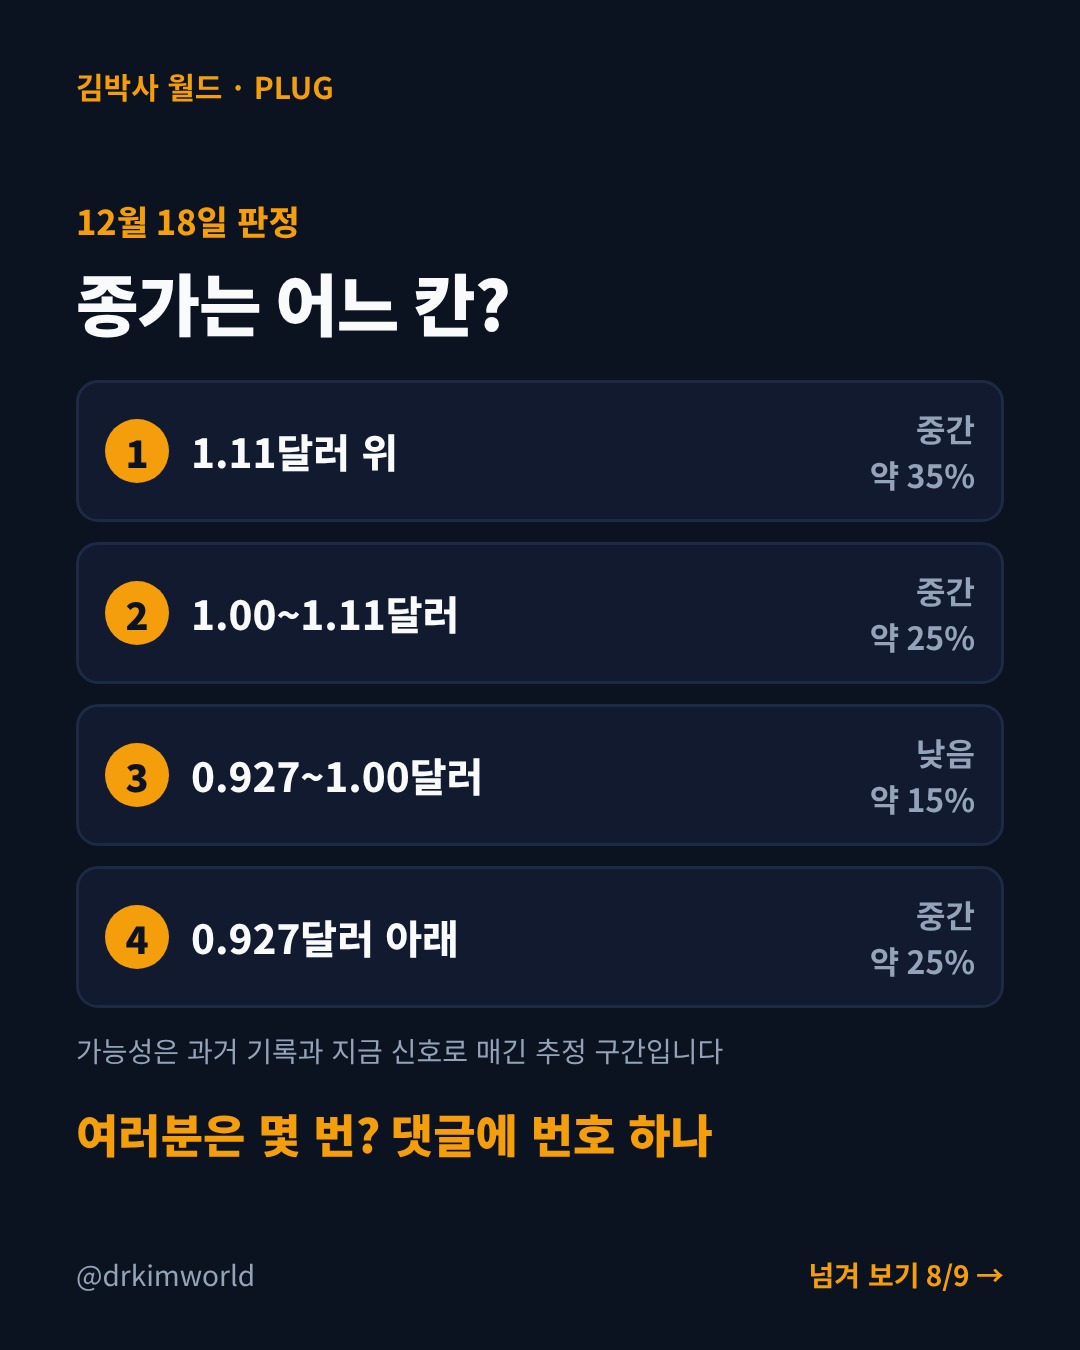 김박사 월드 · PLUG
12월 18일 판정
종가는 어느 칸?
1 1.11달러 위
중간
약 35%
2 1.00~1.11달러
중간
약 25%
3 0.927~1.00달러
낮음
약 15%
4 0.927달러 아래
중간
약 25%
가능성은 과거 기록과 지금 신호로 매긴 추정 구간입니다
여러분은 몇 번? 댓글에 번호 하나
@drkimworld
넘겨 보기 8/9 →